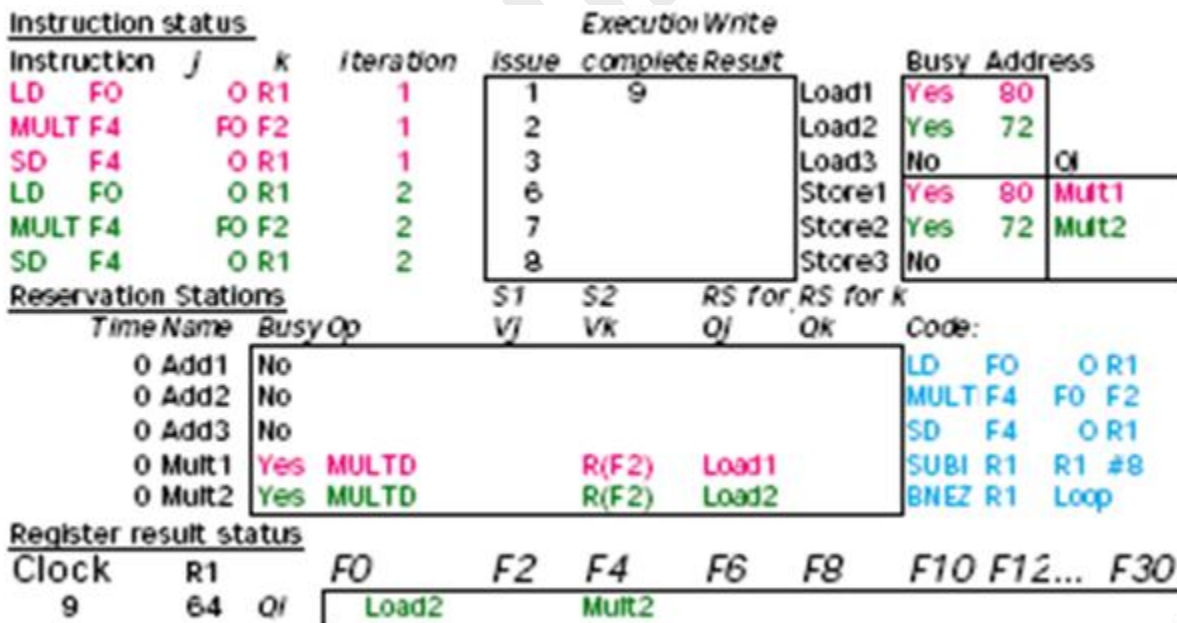 Instruction status Execution Write
Instruction j k iteration Issue complete Result Busy Address
LD F0 0 R1 1 1 9 Load1 Yes 80
MULT F4 F0 F2 1 2 Load2 Yes 72
SD F4 0 R1 1 3 Load3 No Qi
LD F0 0 R1 2 6 Store1 Yes 80 Mult1
MULT F4 F0 F2 2 7 Store2 Yes 72 Mult2
SD F4 0 R1 2 8 Store3 No
Reservation Stations S1 S2 RS for RS for k
Time Name Busy Op Vj Vk Qj Qk Code:
0 Add1 No LD F0 0 R1
0 Add2 No MULT F4 F0 F2
0 Add3 No SD F4 0 R1
0 Mult1 Yes MULTD R(F2) Load1 SUBI R1 R1 #8
0 Mult2 Yes MULTD R(F2) Load2 BNEZ R1 Loop
Register result status
Clock R1 F0 F2 F4 F6 F8 F10 F12... F30
9 64 Qi Load2 Mult2